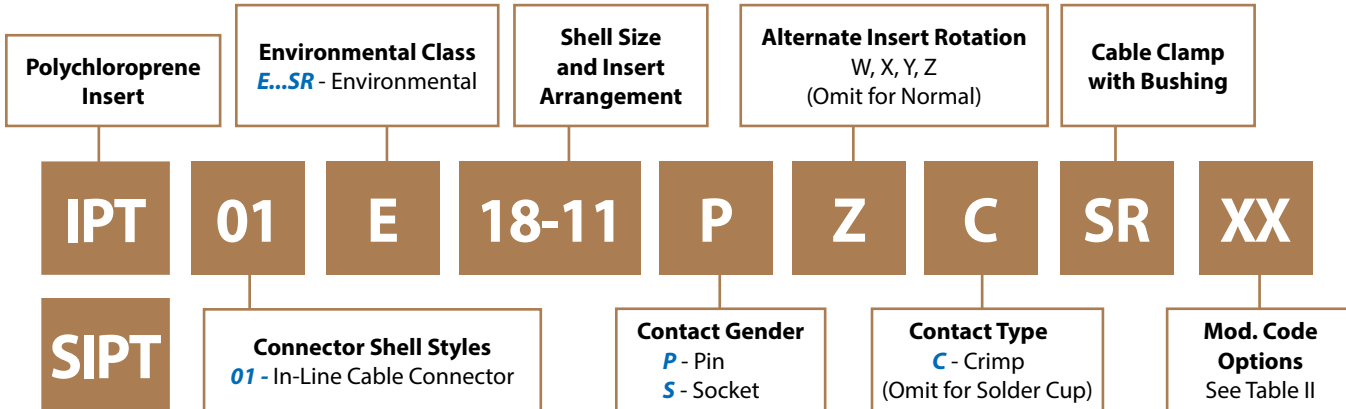 Polychloroprene
Insert
Environmental Class
E...SR - Environmental
Shell Size
and Insert
Arrangement
Alternate Insert Rotation
W, X, Y, Z
(Omit for Normal)
Cable Clamp
with Bushing
IPT 01 E 18-11 P Z C SR XX
SIPT
Connector Shell Styles
01 - In-Line Cable Connector
Contact Gender
P - Pin
S - Socket
Contact Type
C - Crimp
(Omit for Solder Cup)
Mod. Code
Options
See Table II